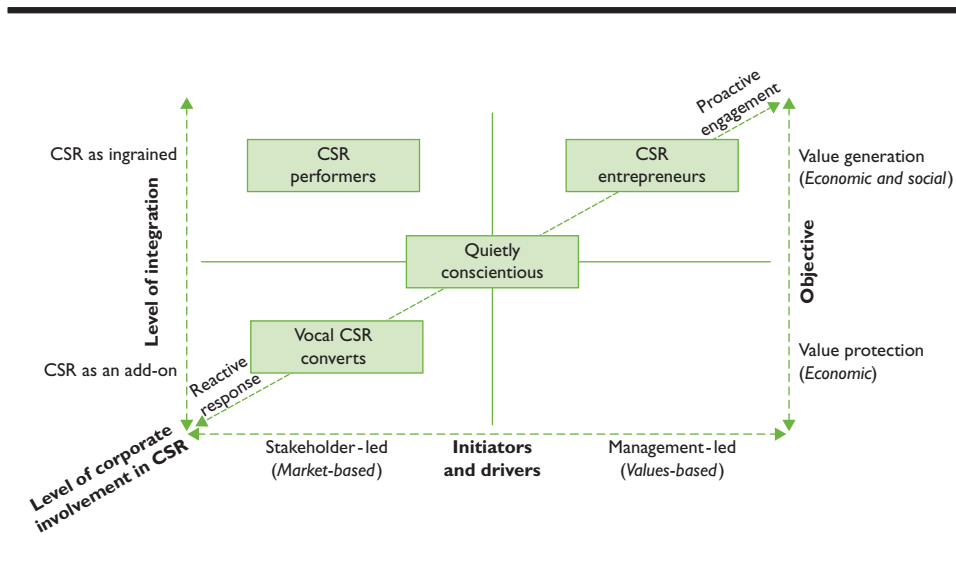 Proactive
engagement
CSR as ingrained
CSR
performers
CSR
entrepreneurs
Value generation
(Economic and social)
Level of integration
Quietly
conscientious
Objective
Vocal CSR
converts
CSR as an add-on
Reactive
response
Value protection
(Economic)
Level of corporate
involvement in CSR
Stakeholder-led
(Market-based)
Initiators
and drivers
Management-led
(Values-based)